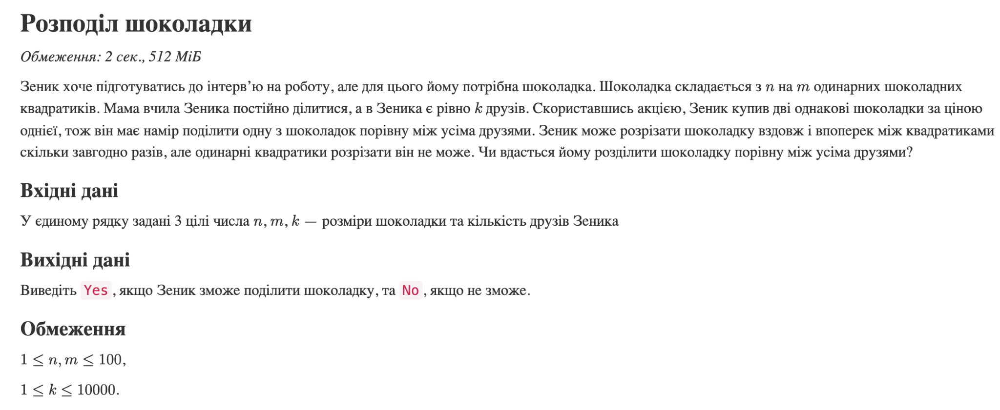 Розподіл шоколадки
Обмеження: 2 сек., 512 МіБ
Зеник хоче підготуватись до інтерв’ю на роботу, але для цього йому потрібна шоколадка. Шоколадка складається з n на m одинарних шоколадних
квадратиків. Мама вчила Зеника постійно ділитися, а в Зеника є рівно k друзів. Скориставшись акцією, Зеник купив дві однакові шоколадки за ціною
однієї, тож він має намір поділити одну з шоколадок порівну між усіма друзями. Зеник може розрізати шоколадку вздовж і впоперек між квадратиками
скільки завгодно разів, але одинарні квадратики розрізати він не може. Чи вдасться йому розділити шоколадку порівну між усіма друзями?
Вхідні дані
У єдиному рядку задані 3 цілі числа n, m, k — розміри шоколадки та кількість друзів Зеника
Вихідні дані
Виведіть Yes , якщо Зеник зможе поділити шоколадку, та No , якщо не зможе.
Обмеження
1 ≤ n, m ≤ 100,
1 ≤ k ≤ 10000.